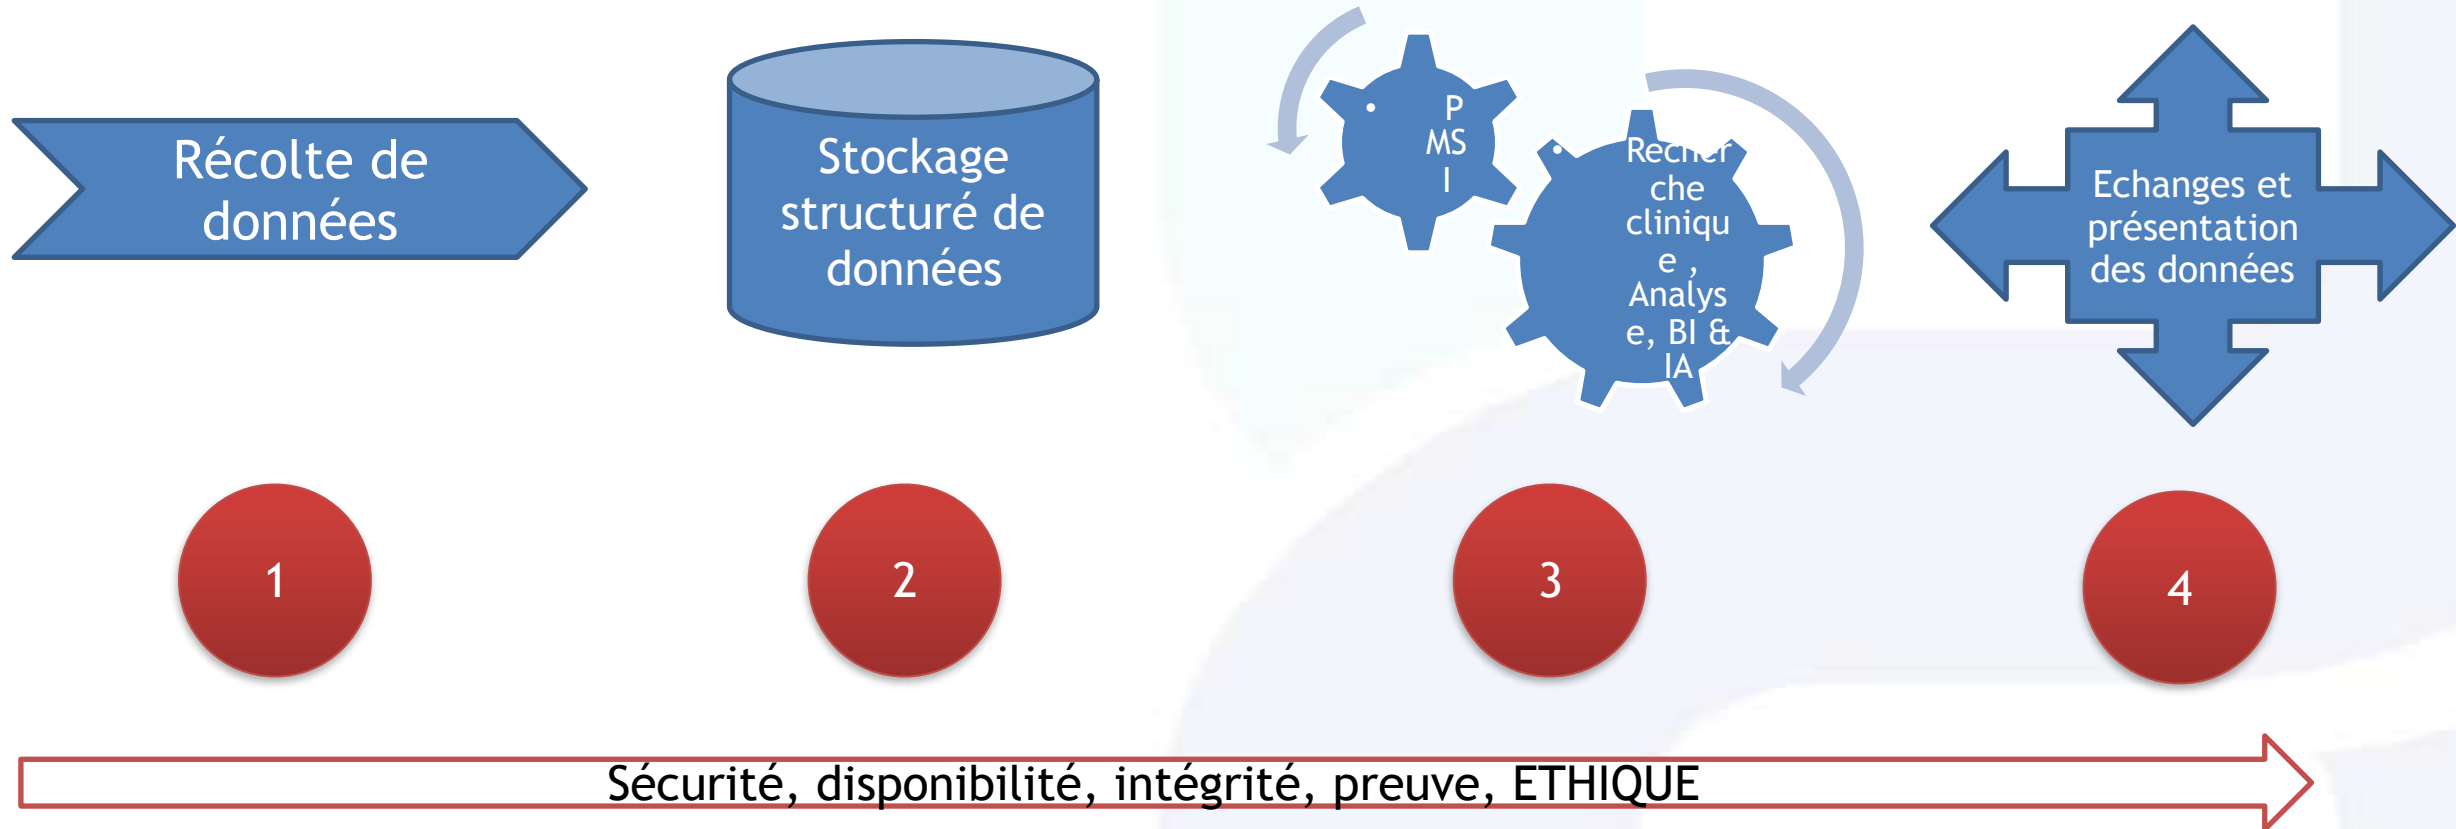 Récolte de
données
Stockage
structuré de
données
• P
MS
I
• Recher
che
cliniqu
e ,
Analys
e, BI &
IA
Echanges et
présentation
des données
1
2
3
4
Sécurité, disponibilité, intégrité, preuve, ETHIQUE